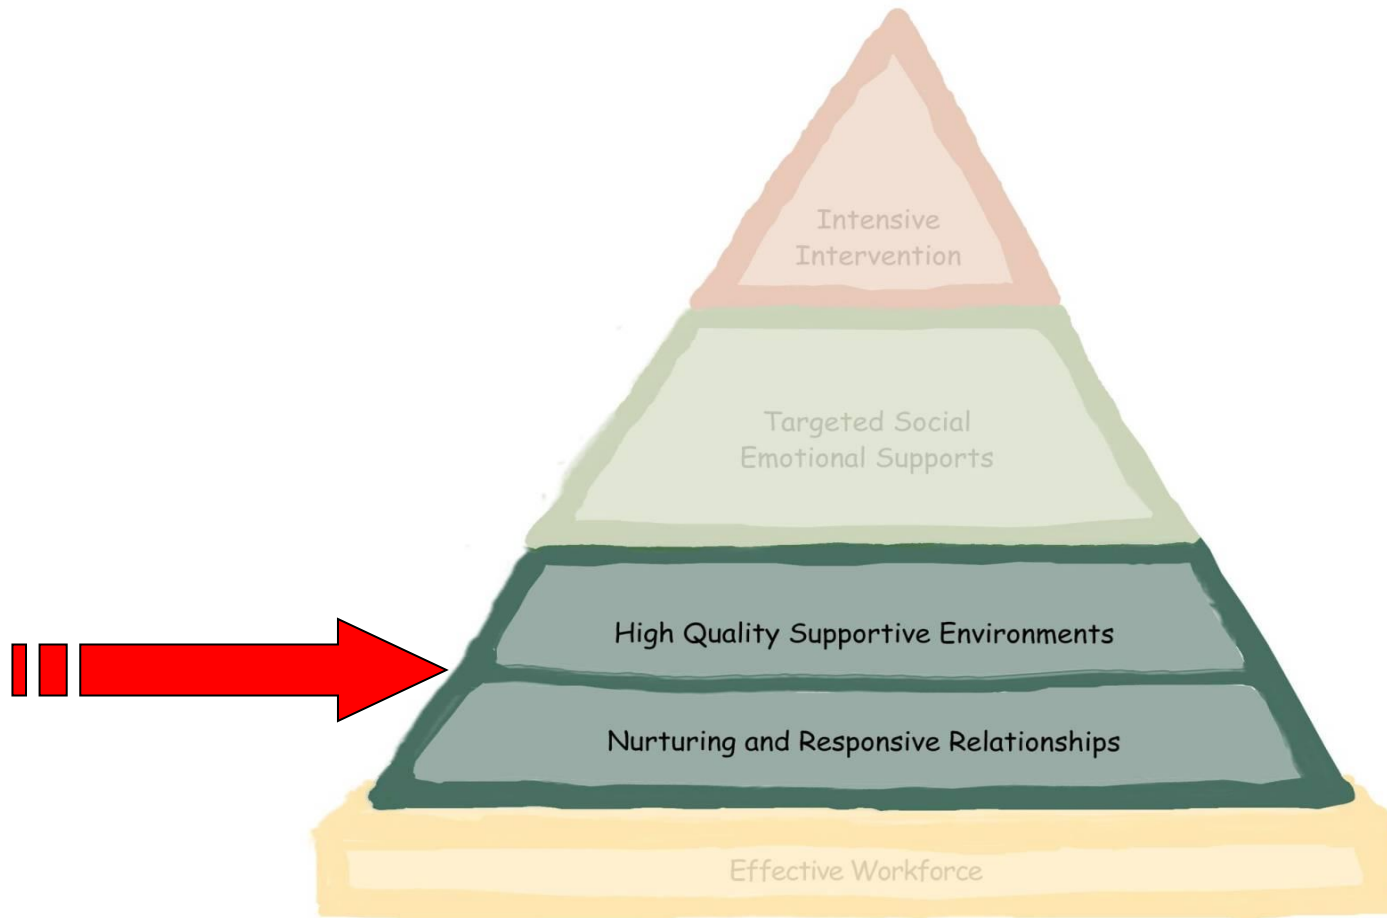 Intensive
Intervention
Targeted Social
Emotional Supports
High Quality Supportive Environments
Nurturing and Responsive Relationships
Effective Workforce